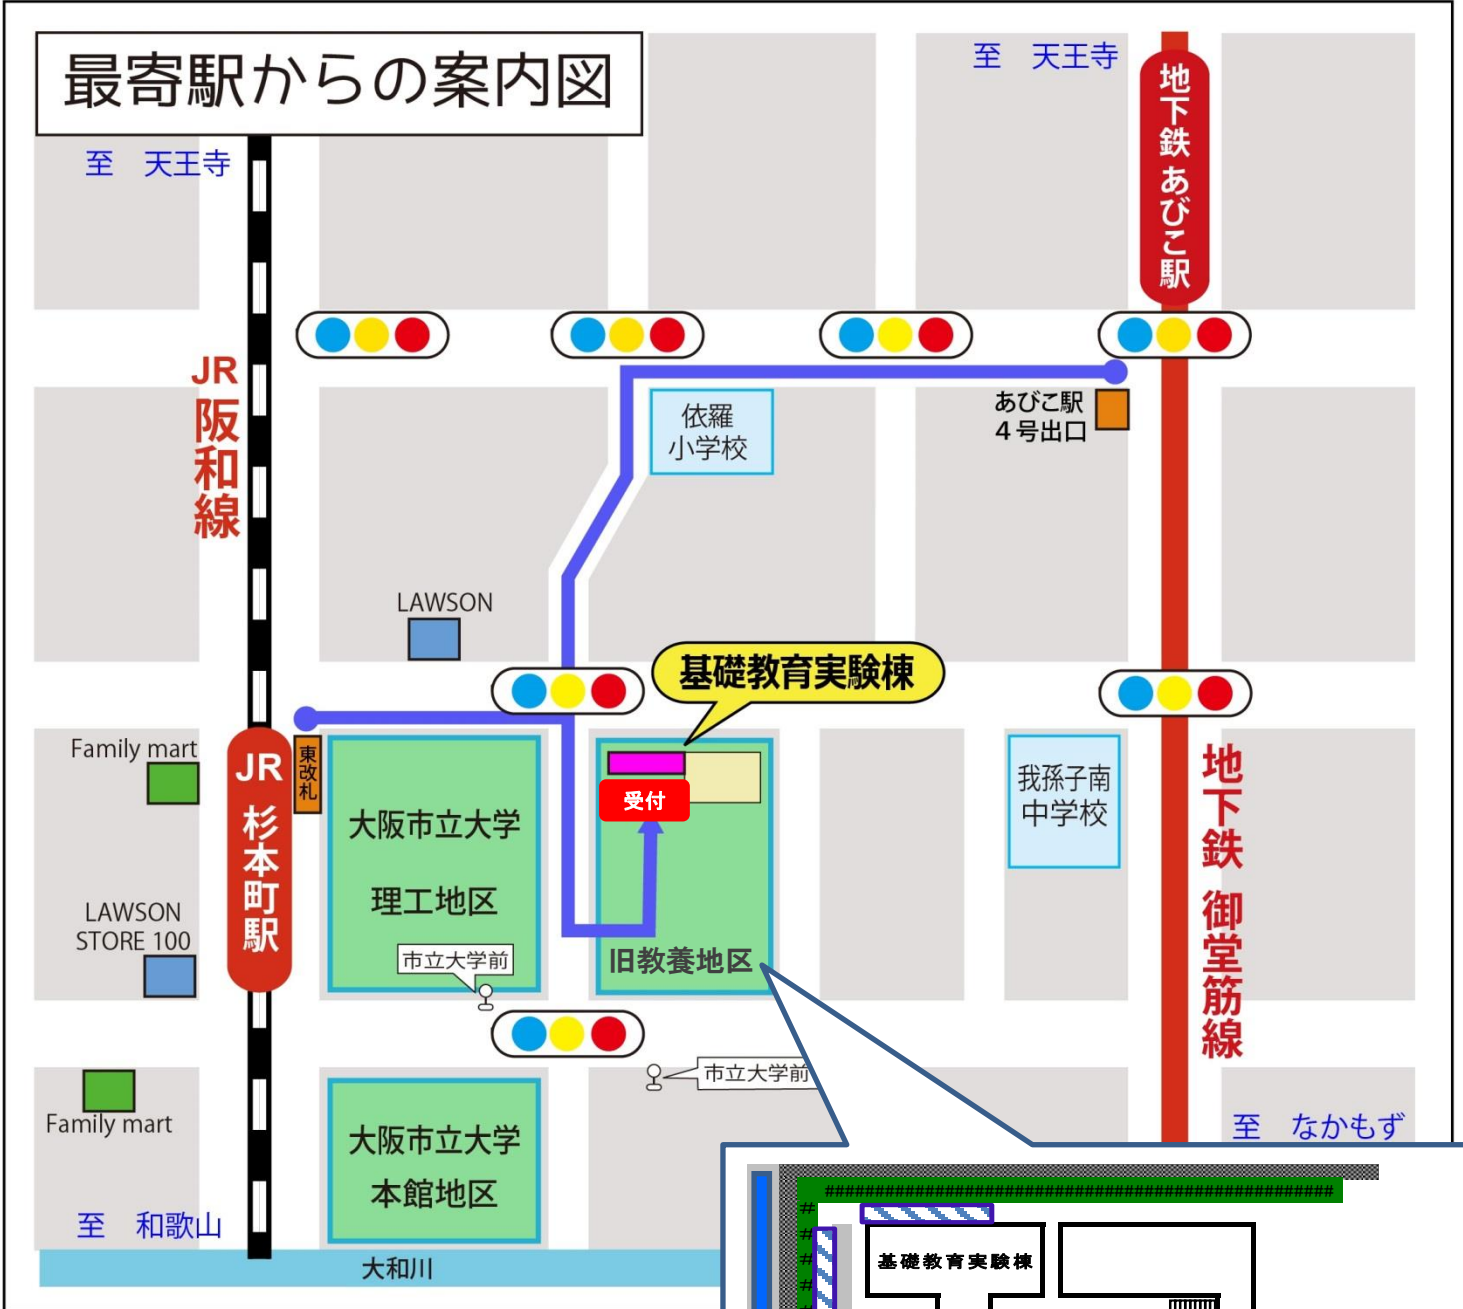 最寄駅からの案内図
至 天王寺
至 天王寺
地下鉄 あびこ駅
JR
阪和線
依羅
小学校
あびこ駅
4号出口
LAWSON
基礎教育実験棟
Family mart
JR 杉本町駅
東改札
大阪市立大学
理工地区
受付
旧教養地区
我孫子南
中学校
地下鉄 御堂筋線
LAWSON
STORE 100
市立大学前
市立大学前
Family mart
大阪市立大学
本館地区
至 なかもず
至 和歌山
大和川
基礎教育実験棟